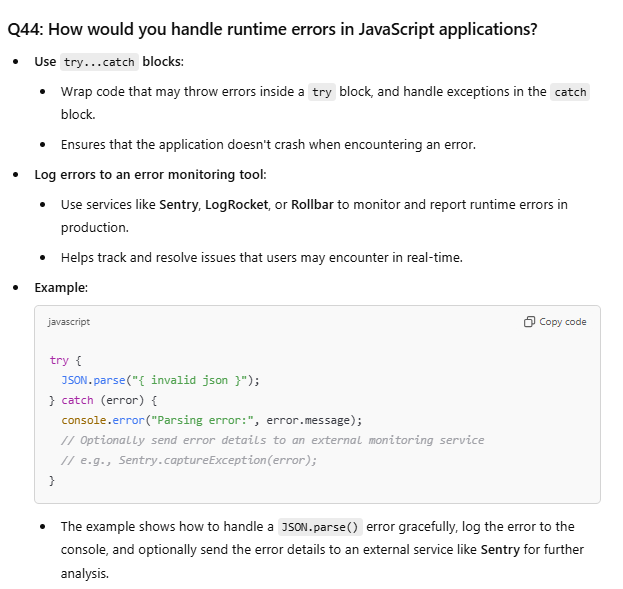 Q44: How would you handle runtime errors in JavaScript applications?
• Use try...catch blocks:
• Wrap code that may throw errors inside a try block, and handle exceptions in the catch
block.
• Ensures that the application doesn't crash when encountering an error.
• Log errors to an error monitoring tool:
• Use services like Sentry, LogRocket, or Rollbar to monitor and report runtime errors in
production.
• Helps track and resolve issues that users may encounter in real-time.
• Example:
javascript Copy code
try {
  JSON.parse("{ invalid json }");
} catch (error) {
  console.error("Parsing error:", error.message);
  // Optionally send error details to an external monitoring service
  // e.g., Sentry.captureException(error);
}
• The example shows how to handle a JSON.parse() error gracefully, log the error to the
console, and optionally send the error details to an external service like Sentry for further
analysis.